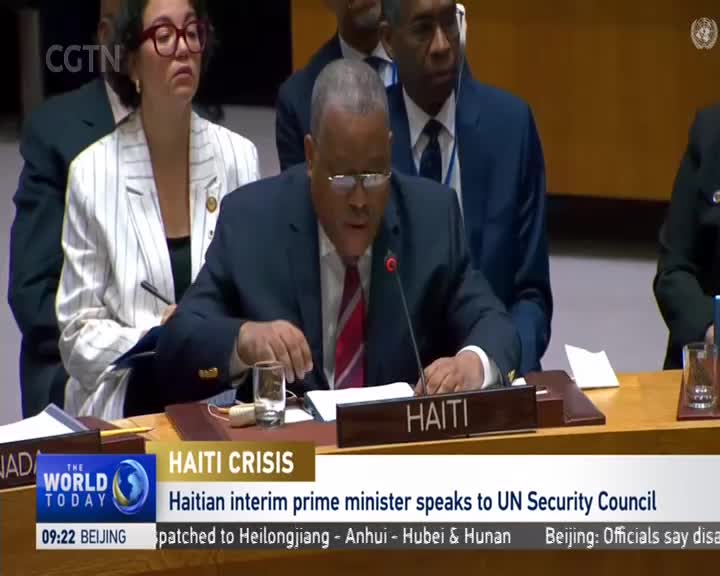 CGTN
HAITI
NADA
THE
WORLD
TODAY
HAITI CRISIS
Haitian interim prime minister speaks to UN Security Council
09:22 BEIJING
spatched to Heilongjiang - Anhui - Hubei & Hunan Beijing: Officials say disa